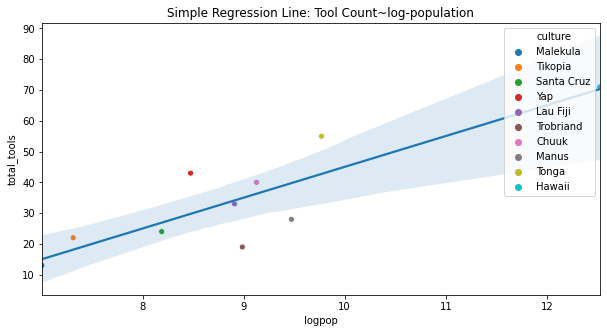 Simple Regression Line: Tool Count~log-population
90
80
70
60
50
40
30
20
10
total_tools
8
9
10
11
12
logpop
culture
Malekula
Tikopia
Santa Cruz
Yap
Lau Fiji
Trobriand
Chuuk
Manus
Tonga
Hawaii